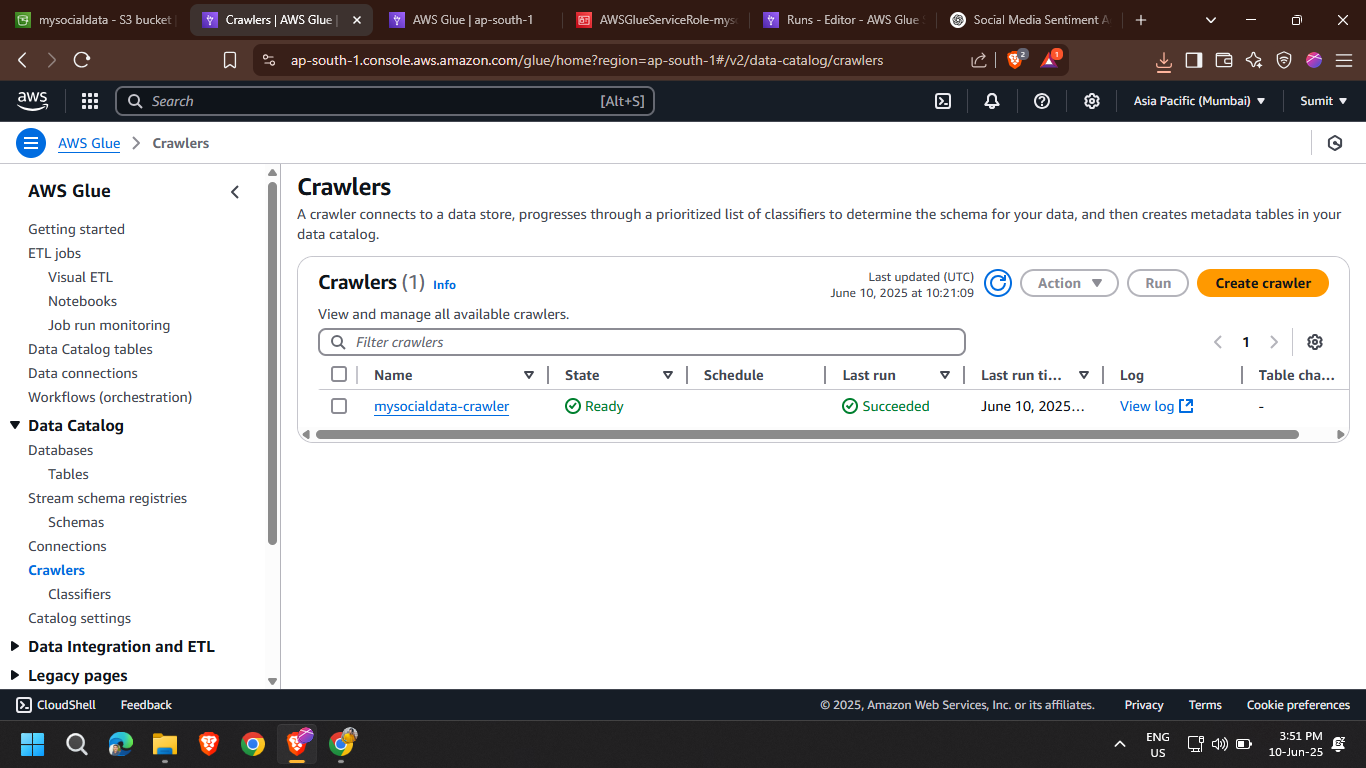 mysocialdata - S3 bucket
Crawlers | AWS Glue |
AWS Glue | ap-south-1
AWSGlueServiceRole-myso
Runs - Editor - AWS Glue
Social Media Sentiment A
ap-south-1.console.aws.amazon.com/glue/home?region=ap-south-1#/v2/data-catalog/crawlers
2
1
aws
Search
[Alt+S]
Asia Pacific (Mumbai)
Sumit
AWS Glue
Crawlers
AWS Glue
Getting started
ETL jobs
Visual ETL
Notebooks
Job run monitoring
Data Catalog tables
Data connections
Workflows (orchestration)
Data Catalog
Databases
Tables
Stream schema registries
Schemas
Connections
Crawlers
Classifiers
Catalog settings
Data Integration and ETL
Legacy pages
Crawlers
A crawler connects to a data store, progresses through a prioritized list of classifiers to determine the schema for your data, and then creates metadata tables in your
data catalog.
Crawlers (1) Info
Last updated (UTC)
June 10, 2025 at 10:21:09
Action
Run
Create crawler
View and manage all available crawlers.
Filter crawlers
1
Name
State
Schedule
Last run
Last run ti...
Log
Table cha...
mysocialdata-crawler
Ready
Succeeded
June 10, 2025...
View log
-
CloudShell
Feedback
© 2025, Amazon Web Services, Inc. or its affiliates.
Privacy
Terms
Cookie preferences
ENG
US
3:51 PM
10-Jun-25